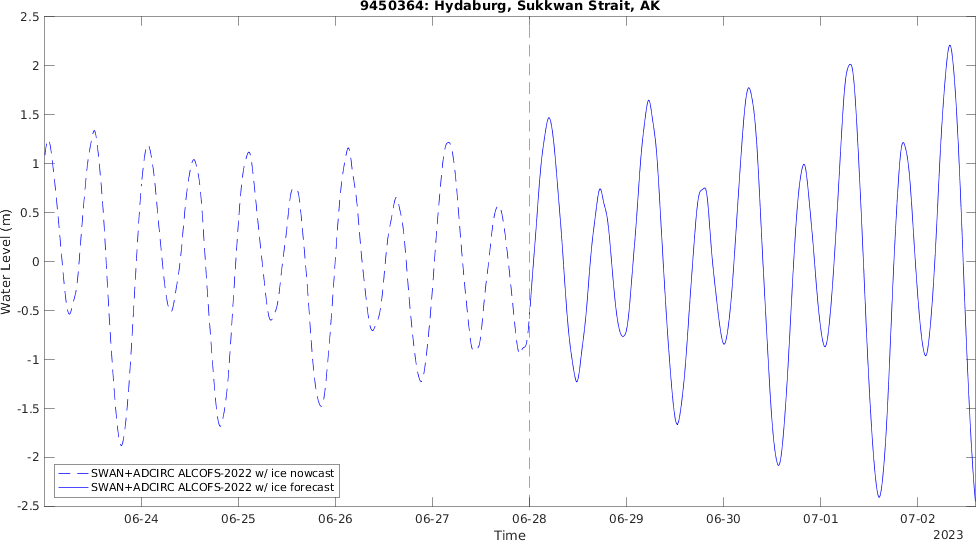 9450364: Hydaburg, Sukkwan Strait, AK
2.5
2
1.5
1
0.5
0
-0.5
-1
-1.5
-2
-2.5
Water Level (m)
SWAN+ADCIRC ALCOFS-2022 w/ ice nowcast
SWAN+ADCIRC ALCOFS-2022 w/ ice forecast
06-24 06-25 06-26 06-27 06-28 06-29 06-30 07-01 07-02
Time
2023